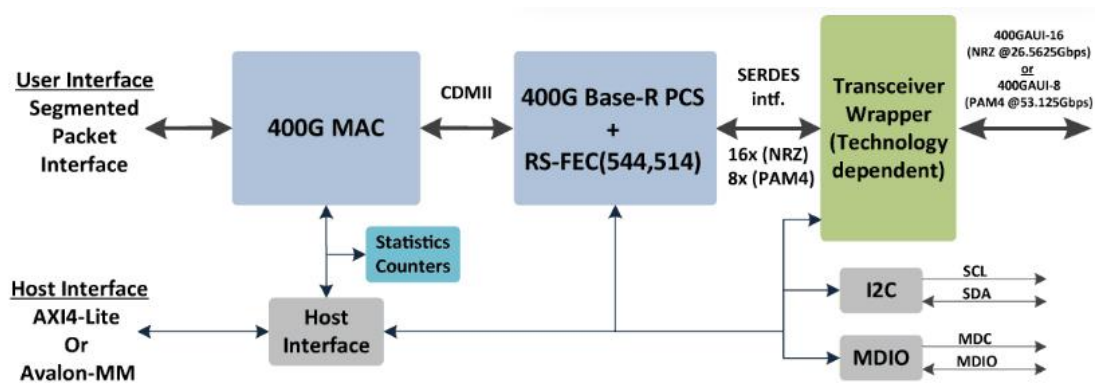 User Interface
Segmented
Packet
Interface
400G MAC
CDMII
400G Base-R PCS
+
RS-FEC(544,514)
SERDES
intf.
16x (NRZ)
8x (PAM4)
Transceiver
Wrapper
(Technology
dependent)
400GAUI-16
(NRZ @26.5625Gbps)
or
400GAUI-8
(PAM4 @53.125Gbps)
Statistics
Counters
Host Interface
AXI4-Lite
Or
Avalon-MM
Host
Interface
I2C
SCL
SDA
MDIO
MDC
MDIO